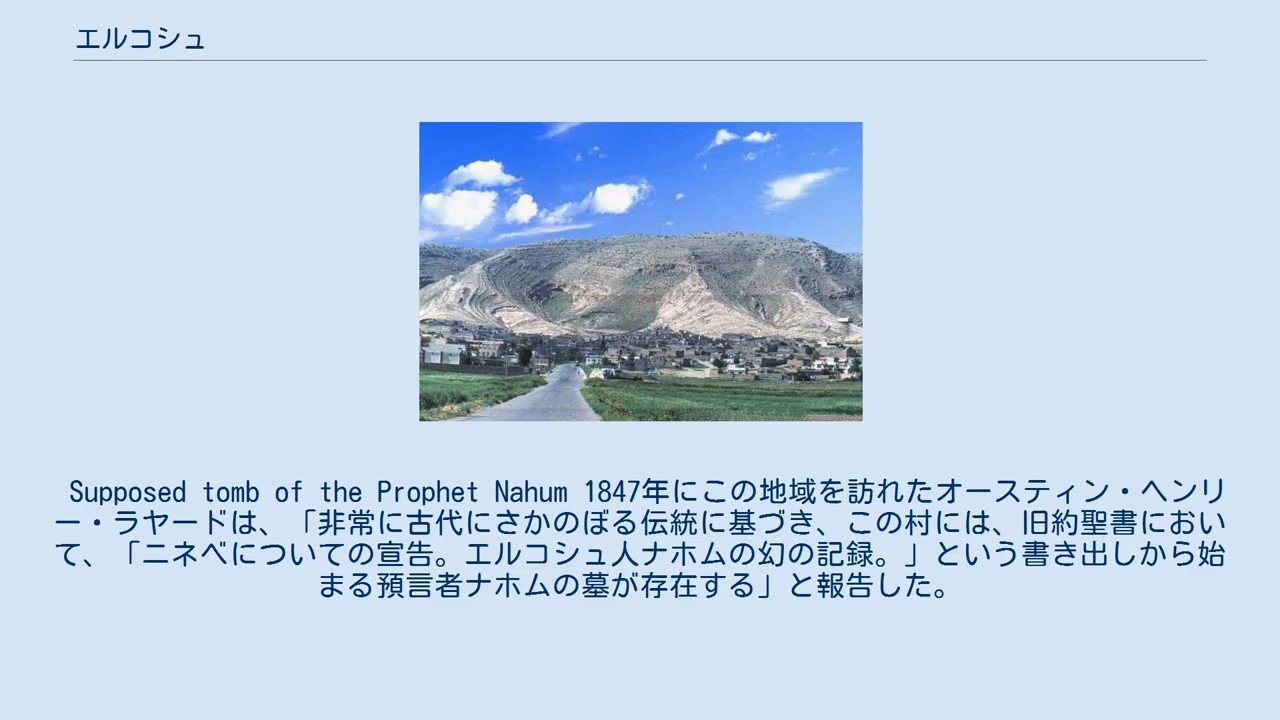 エルコシュ
Supposed tomb of the Prophet Nahum 1847年にこの地域を訪れたオースティン・ヘンリ
ー・ラヤードは、「非常に古代にさかのぼる伝統に基づき、この村には、旧約聖書におい
て、「ニネベについての宣告。エルコシュ人ナホムの幻の記録。」という書き出しから始
まる預言者ナホムの墓が存在する」と報告した。